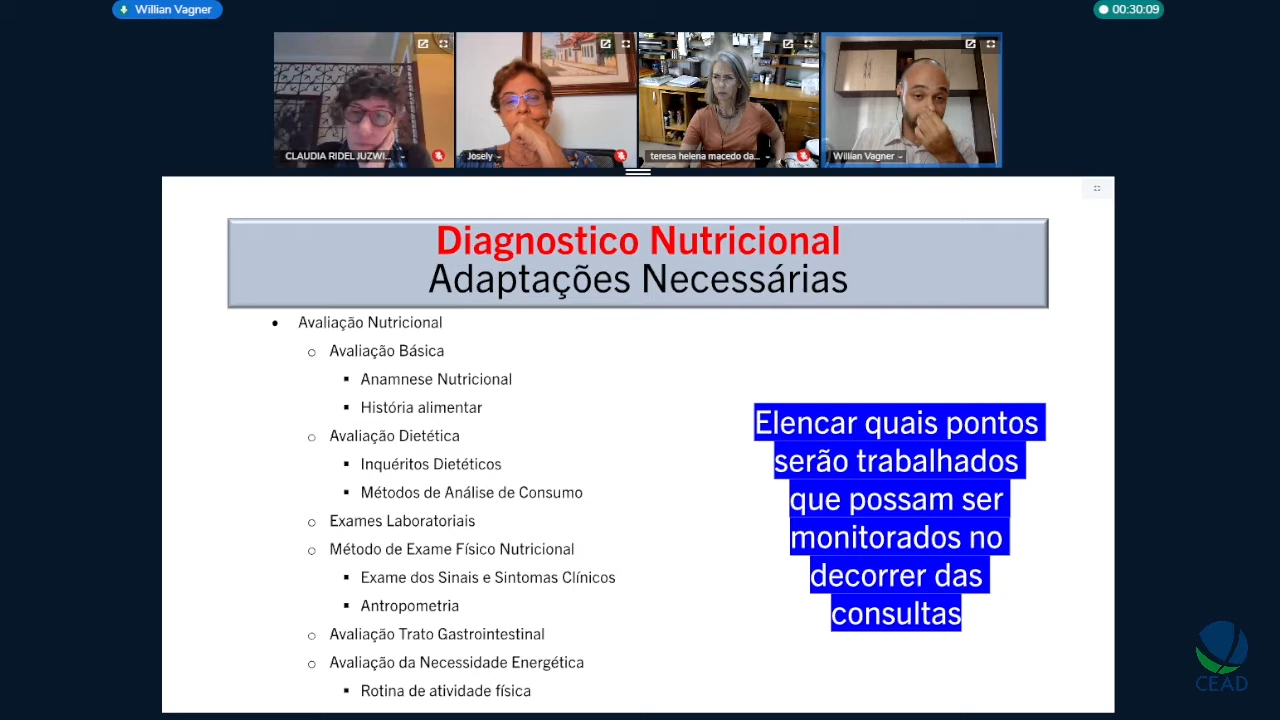 Willian Vagner
00:30:09
CLAUDIA RIDEL JUZWI...
Josely
teresa helena macedo da...
Willian Vagner
Diagnostico Nutricional
Adaptações Necessárias
Avaliação Nutricional
Avaliação Básica
Anamnese Nutricional
História alimentar
Avaliação Dietética
Inquéritos Dietéticos
Métodos de Análise de Consumo
Exames Laboratoriais
Método de Exame Físico Nutricional
Exame dos Sinais e Sintomas Clínicos
Antropometria
Avaliação Trato Gastrointestinal
Avaliação da Necessidade Energética
Rotina de atividade física
Elencar quais pontos
serão trabalhados
que possam ser
monitorados no
decorrer das
consultas
CEAD